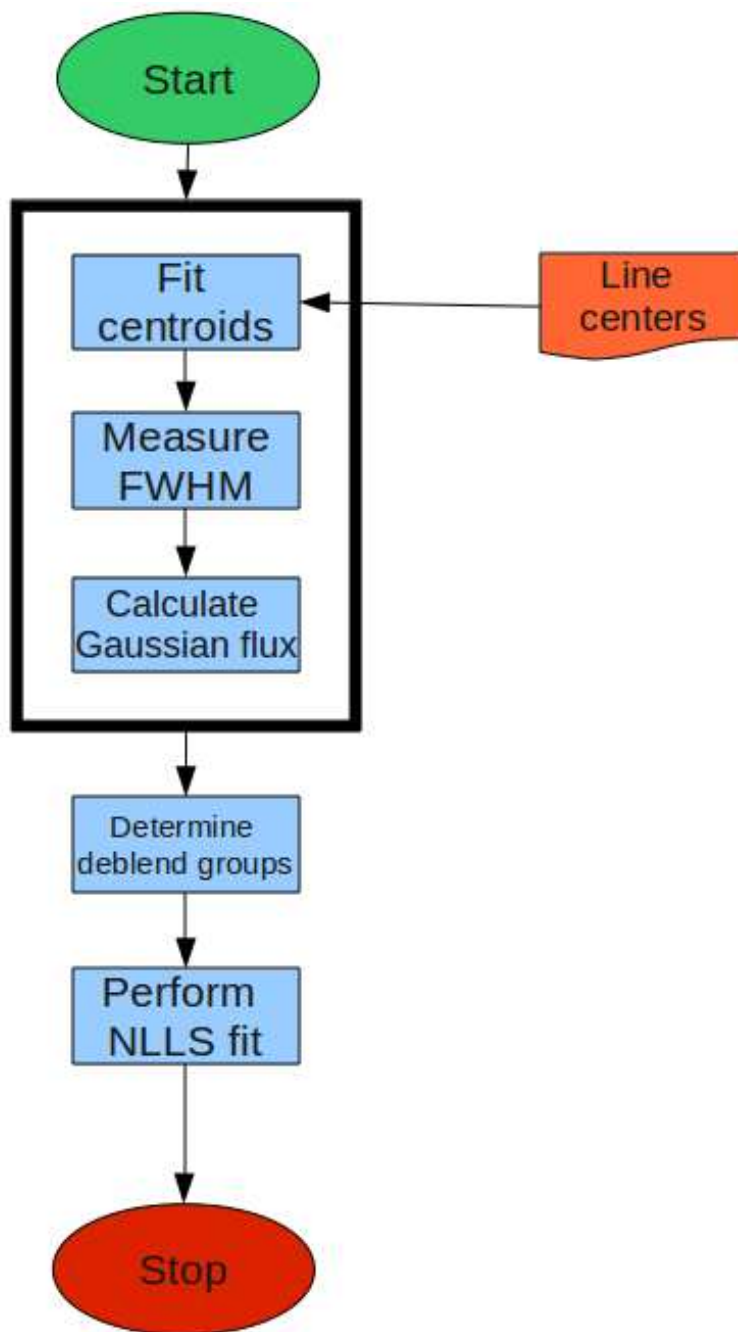 Start
Fit
centroids
Line
centers
Measure
FWHM
Calculate
Gaussian flux
Determine
deblend groups
Perform
NLLS fit
Stop